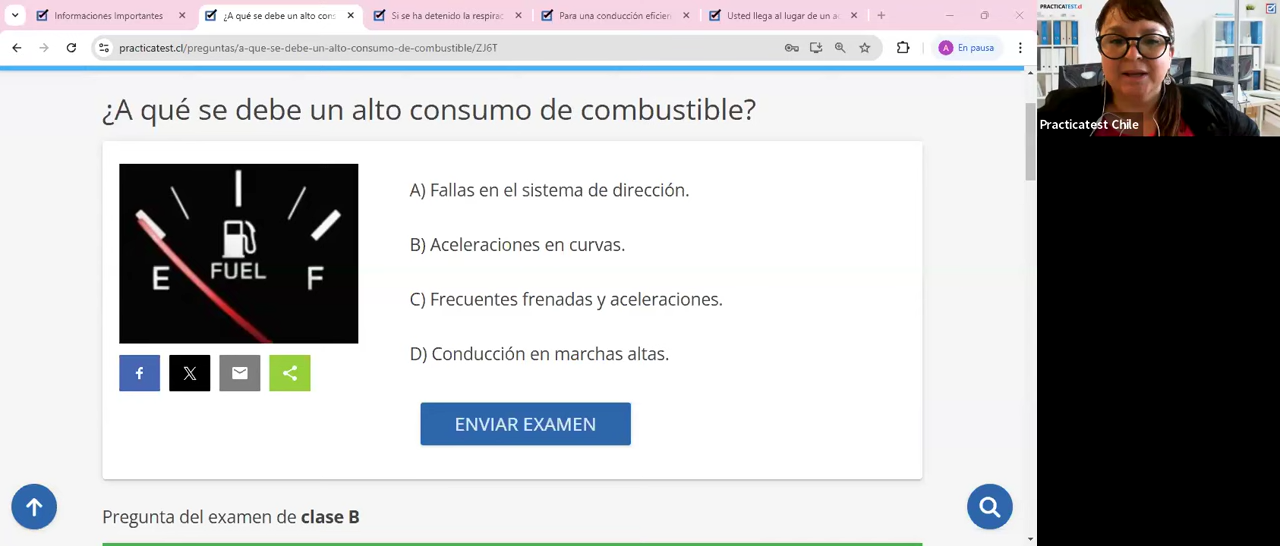 Informaciones Importantes
¿A qué se debe un alto cons
Si se ha detenido la respirac
Para una conducción eficien
Usted llega al lugar de un ac
practicatest.cl/preguntas/a-que-se-debe-un-alto-consumo-de-combustible/ZJ6T
A
En pausa
PRACTICATEST.cl
¿A qué se debe un alto consumo de combustible?
A) Fallas en el sistema de dirección.
B) Aceleraciones en curvas.
C) Frecuentes frenadas y aceleraciones.
D) Conducción en marchas altas.
E
FUEL
F
ENVIAR EXAMEN
Pregunta del examen de clase B
Practicatest Chile